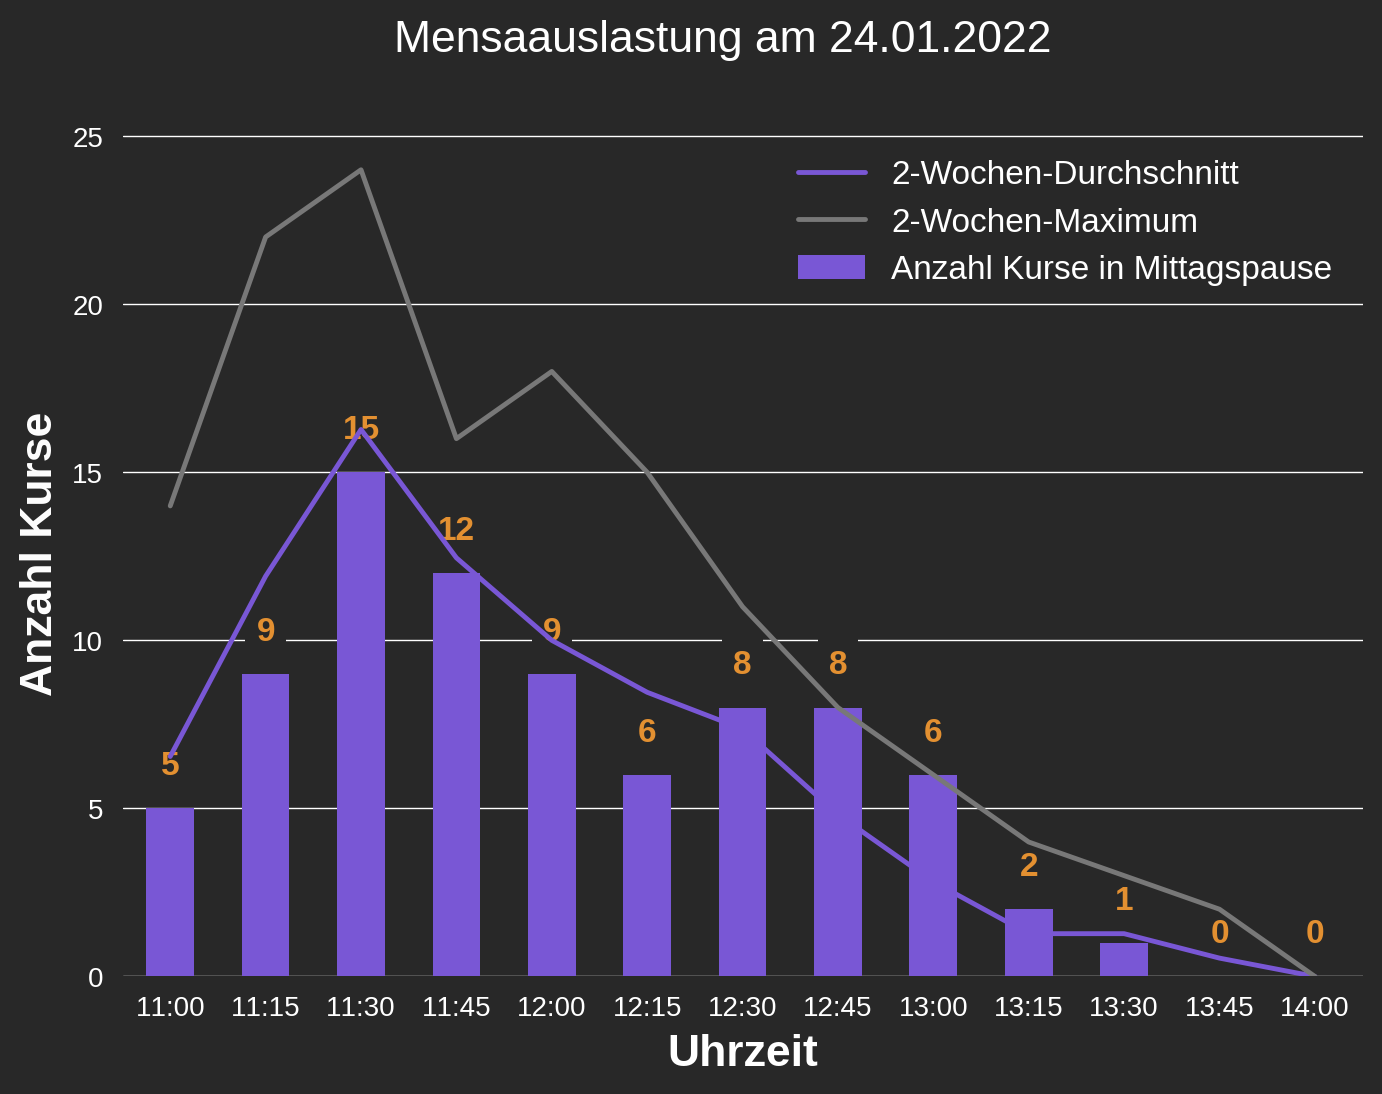 Mensaauslastung am 24.01.2022
25
20
15
10
5
0
Anzahl Kurse
2-Wochen-Durchschnitt
2-Wochen-Maximum
Anzahl Kurse in Mittagspause
5
9
15
12
9
6
8
8
6
2
1
0
0
11:00 11:15 11:30 11:45 12:00 12:15 12:30 12:45 13:00 13:15 13:30 13:45 14:00
Uhrzeit